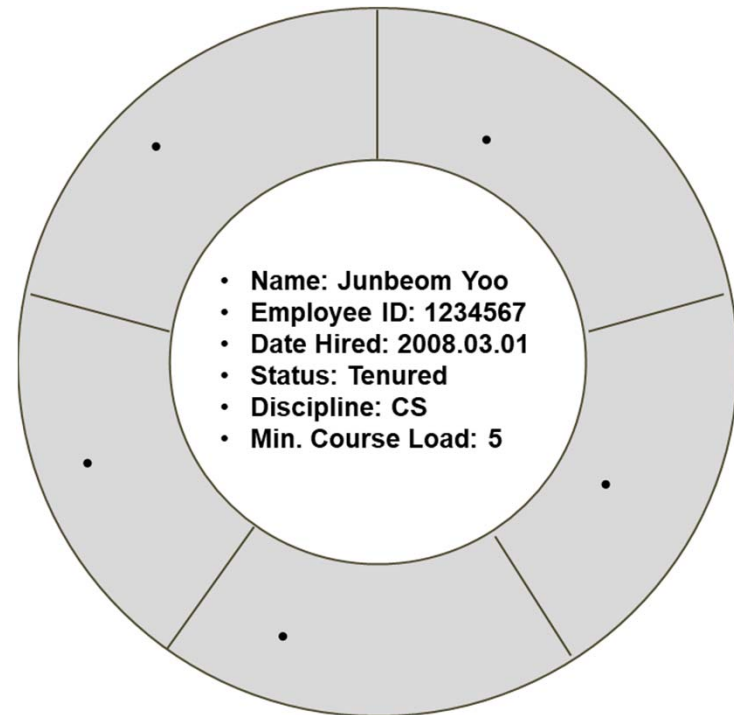 • Name: Junbeom Yoo
• Employee ID: 1234567
• Date Hired: 2008.03.01
• Status: Tenured
• Discipline: CS
• Min. Course Load: 5